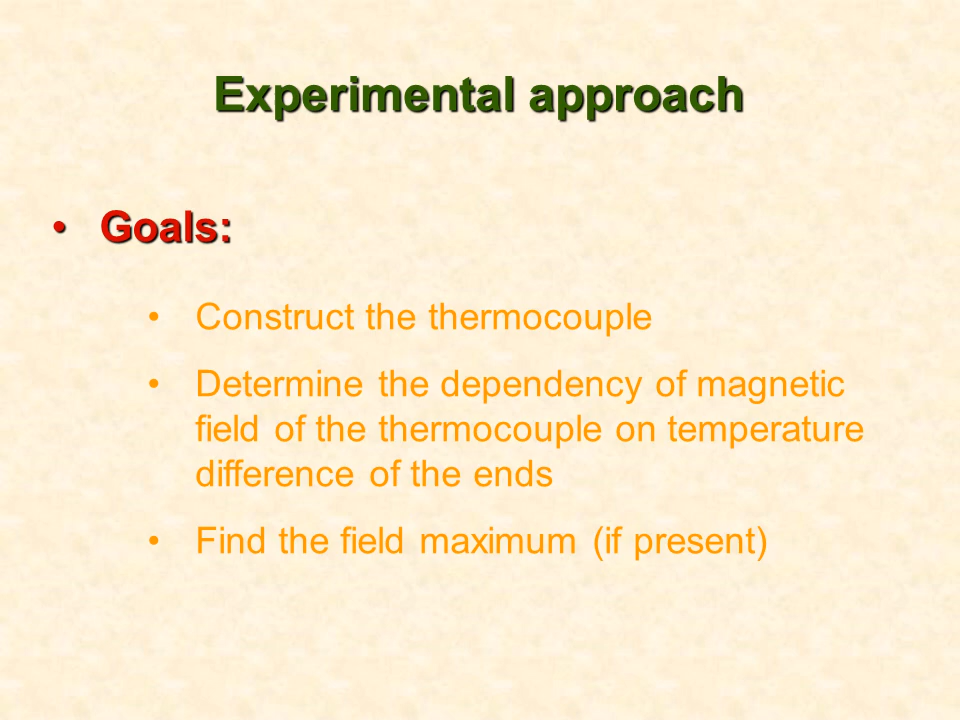 Experimental approach
• Goals:
• Construct the thermocouple
• Determine the dependency of magnetic
field of the thermocouple on temperature
difference of the ends
• Find the field maximum (if present)